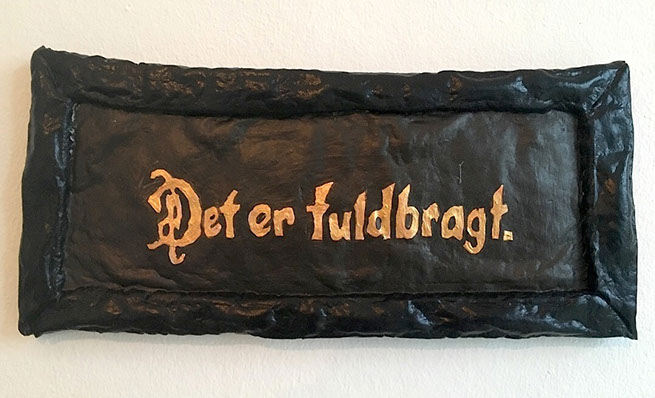 Det er fuldbragt.